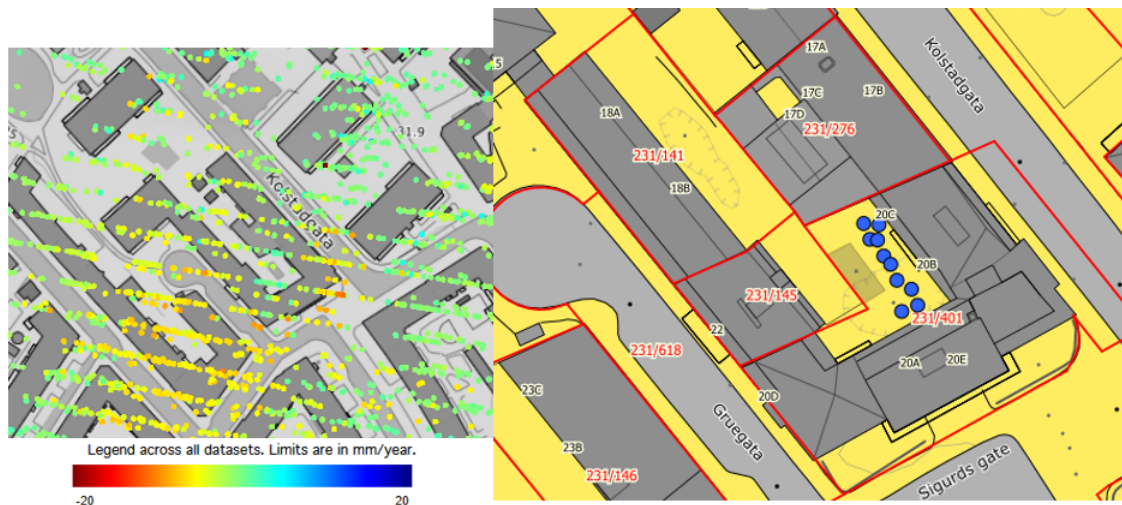 31.9
Kolstadgata
Legend across all datasets. Limits are in mm/year.
-20
20
17A
Kolstadgata
17C
17B
18A
17D
231/276
231/141
18B
20C
20B
231/145
231/401
22
231/618
20A
20E
23C
20D
Gruegata
23B
231/146
Sigurds gate